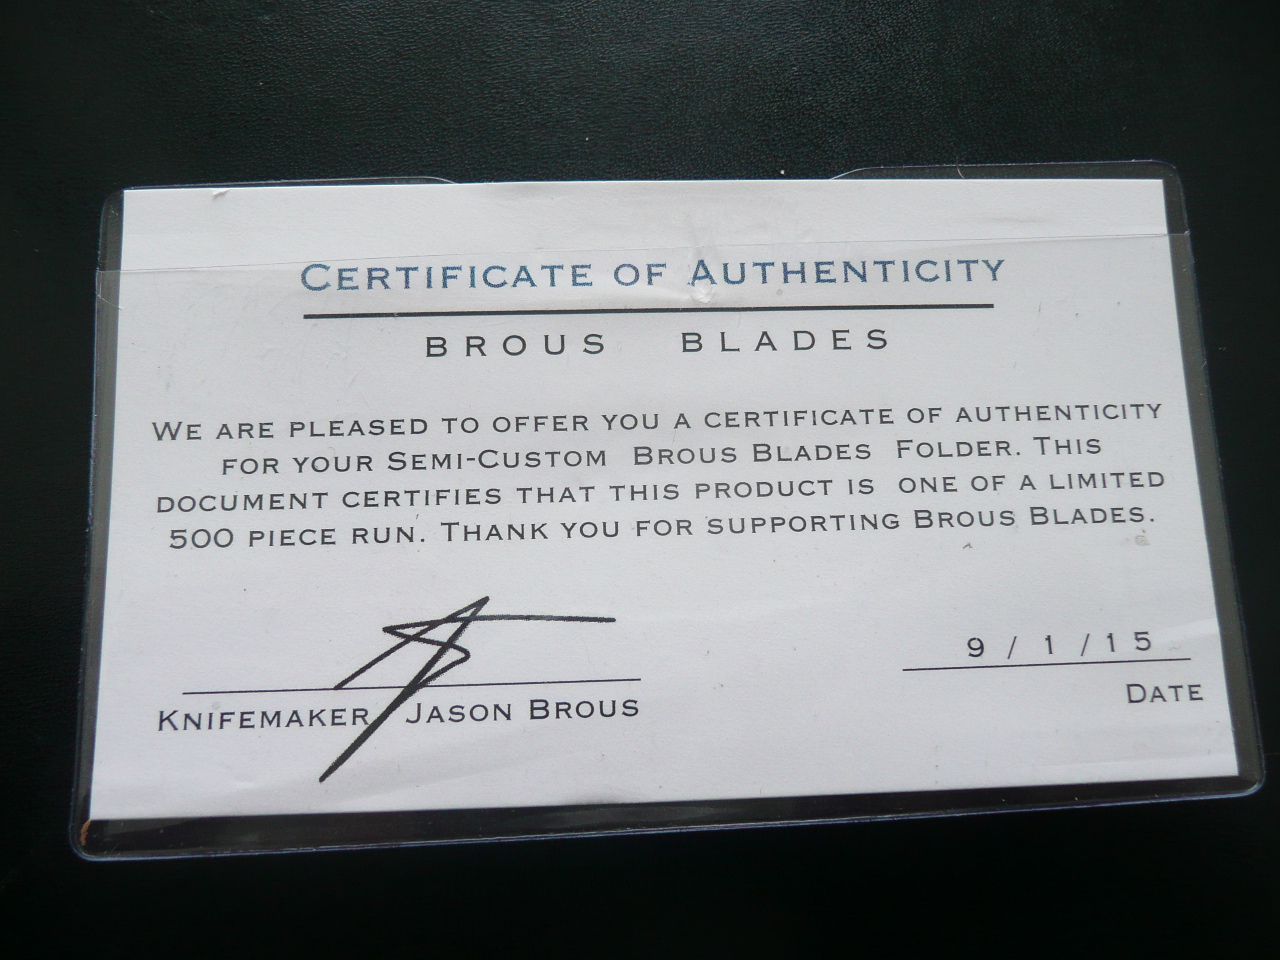 CERTIFICATE OF AUTHENTICITY
BROUS BLADES
WE ARE PLEASED TO OFFER YOU A CERTIFICATE OF AUTHENTICITY
FOR YOUR SEMI-CUSTOM BROUS BLADES FOLDER. THIS
DOCUMENT CERTIFIES THAT THIS PRODUCT IS ONE OF A LIMITED
500 PIECE RUN. THANK YOU FOR SUPPORTING BROUS BLADES.
9 / 1 / 15
KNIFEMAKER JASON BROUS
DATE